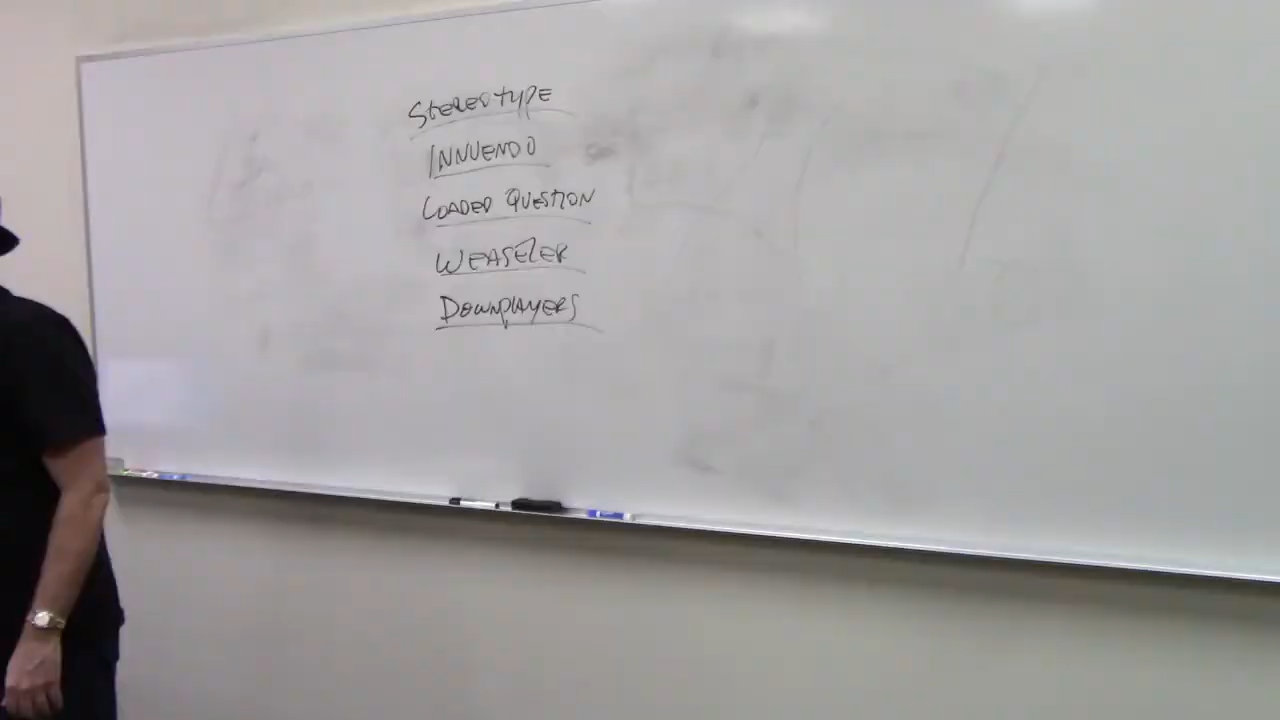 STEREOTYPE
INNUENDO
LOADED QUESTION
WEASELER
DOWNPLAYERS